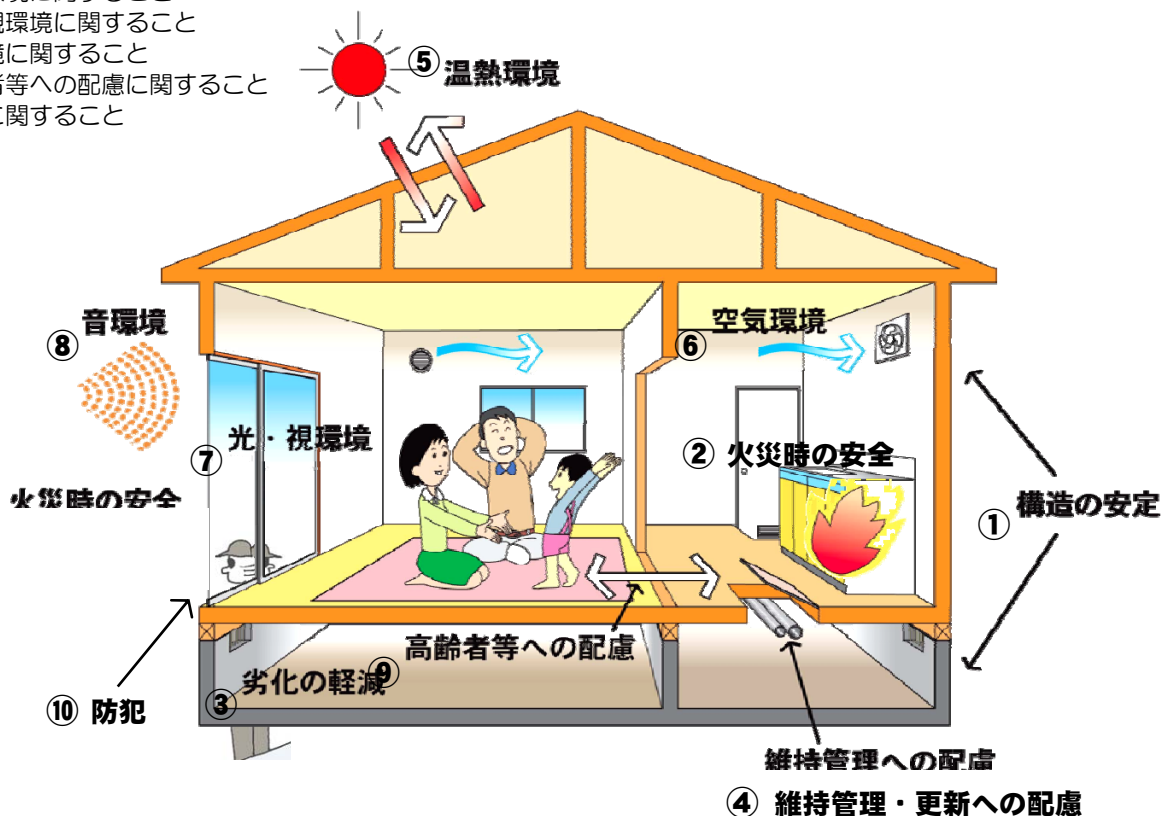 視環境に関すること
境に関すること
者等への配慮に関すること
に関すること
⑤ 温熱環境
音環境
⑧
空気環境
⑥
光・視環境
⑦
② 火災時の安全
火災時の安全
構造の安定
①
高齢者等への配慮
⑨
劣化の軽減
③
⑩ 防犯
維持管理への配慮
④ 維持管理・更新への配慮